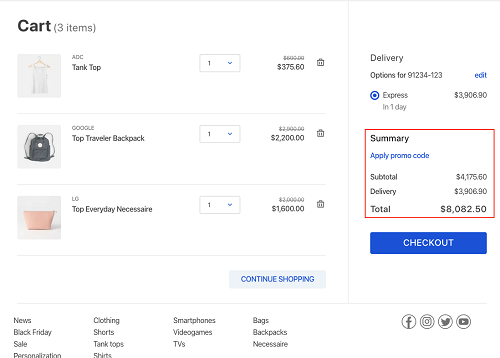 Cart (3 items)
ADC
Tank Top
1
$600.00
$375.60
GOOGLE
Top Traveler Backpack
1
$2,900.00
$2,200.00
LG
Top Everyday Necessaire
1
$2,000.00
$1,600.00
CONTINUE SHOPPING
Delivery
Options for 91234-123 edit
Express $3,906.90
In 1 day
Summary
Apply promo code
Subtotal $4,175.60
Delivery $3,906.90
Total $8,082.50
CHECKOUT
News
Black Friday
Sale
Personalization
Clothing
Shorts
Tank tops
Shirts
Smartphones
Videogames
TVs
Bags
Backpacks
Necessaire